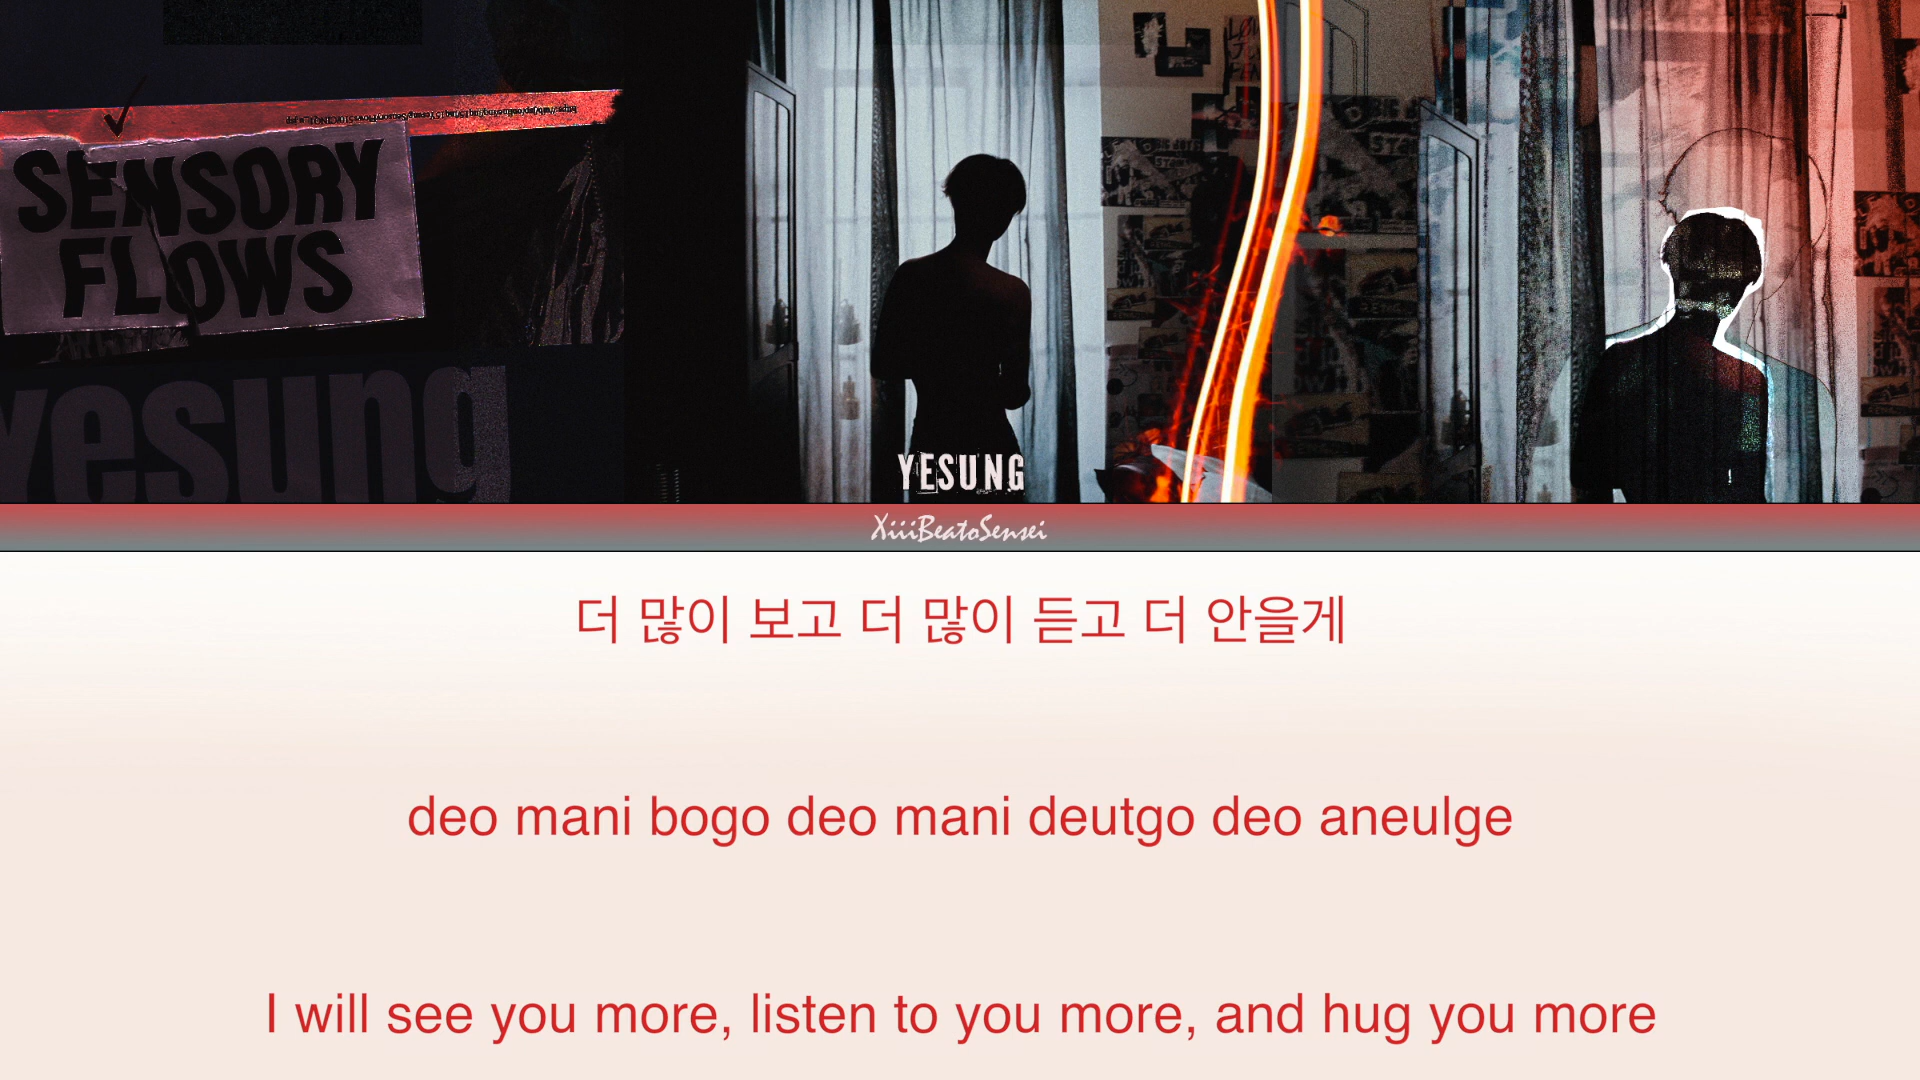 SENSORY
FLOWS
yesung
YESUNG
XiiiBeatoSensei
더 많이 보고 더 많이 듣고 더 안을게
deo mani bogo deo mani deutgo deo aneulge
I will see you more, listen to you more, and hug you more